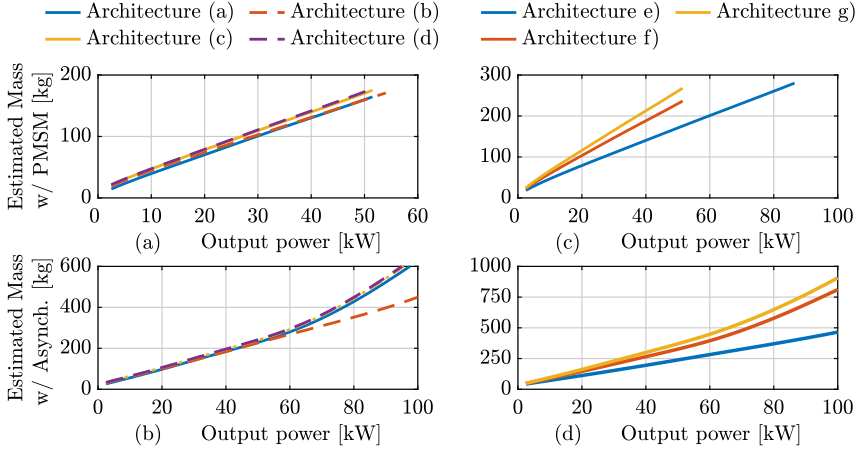 Architecture (a) Architecture (b)
Architecture (c) Architecture (d)
Architecture e) Architecture g)
Architecture f)
Estimated Mass
w/ PMSM [kg]
200
100
0
0 10 20 30 40 50 60
(a) Output power [kW]
300
200
100
0
0 20 40 60 80 100
(c) Output power [kW]
Estimated Mass
w/ Asynch. [kg]
600
400
200
0
0 20 40 60 80 100
(b) Output power [kW]
1000
750
500
250
0
0 20 40 60 80 100
(d) Output power [kW]